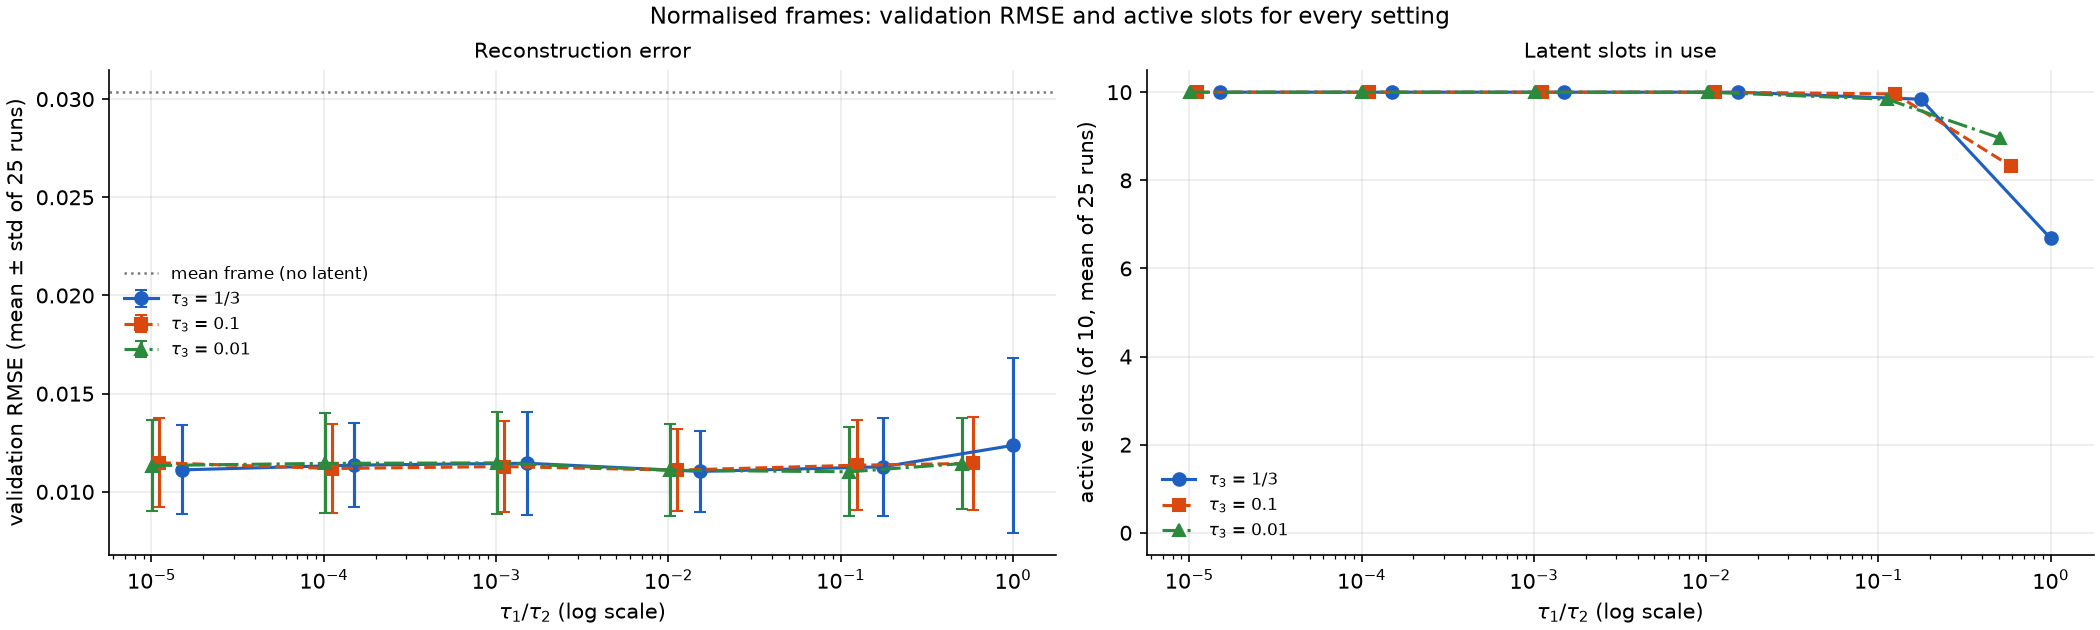 Normalised frames: validation RMSE and active slots for every setting
Reconstruction error
validation RMSE (mean ± std of 25 runs)
0.030
0.025
0.020
0.015
0.010
mean frame (no latent)
τ₃ = 1/3
τ₃ = 0.1
τ₃ = 0.01
10⁻⁵ 10⁻⁴ 10⁻³ 10⁻² 10⁻¹ 10⁰
τ₁/τ₂ (log scale)
Latent slots in use
active slots (of 10, mean of 25 runs)
10
8
6
4
2
0
τ₃ = 1/3
τ₃ = 0.1
τ₃ = 0.01
10⁻⁵ 10⁻⁴ 10⁻³ 10⁻² 10⁻¹ 10⁰
τ₁/τ₂ (log scale)